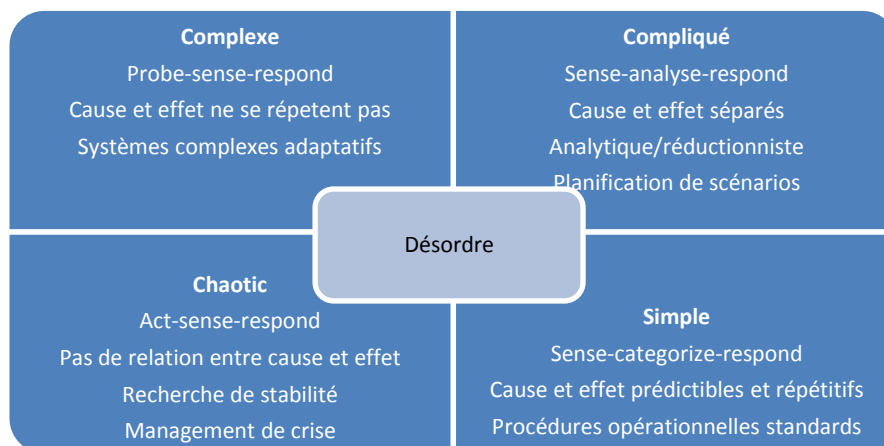 Complexe
Probe-sense-respond
Cause et effet ne se répetent pas
Systèmes complexes adaptatifs
Compliqué
Sense-analyse-respond
Cause et effet séparés
Analytique/réductionniste
Planification de scénarios
Désordre
Chaotic
Act-sense-respond
Pas de relation entre cause et effet
Recherche de stabilité
Management de crise
Simple
Sense-categorize-respond
Cause et effet prédictibles et répétitifs
Procédures opérationnelles standards